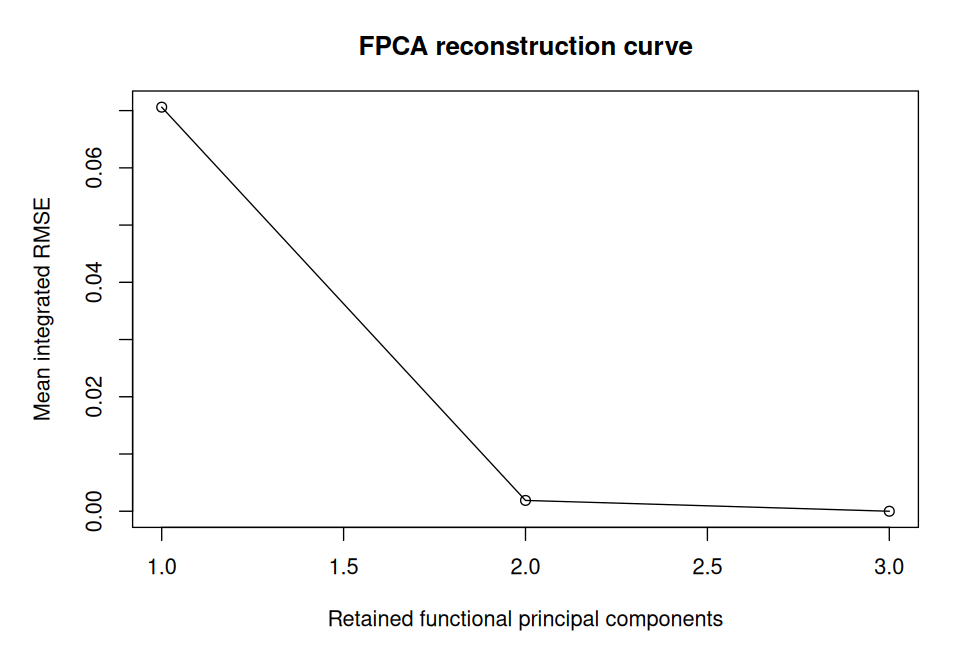 FPCA reconstruction curve
Mean integrated RMSE
0.06
0.04
0.02
0.00
1.0 1.5 2.0 2.5 3.0
Retained functional principal components